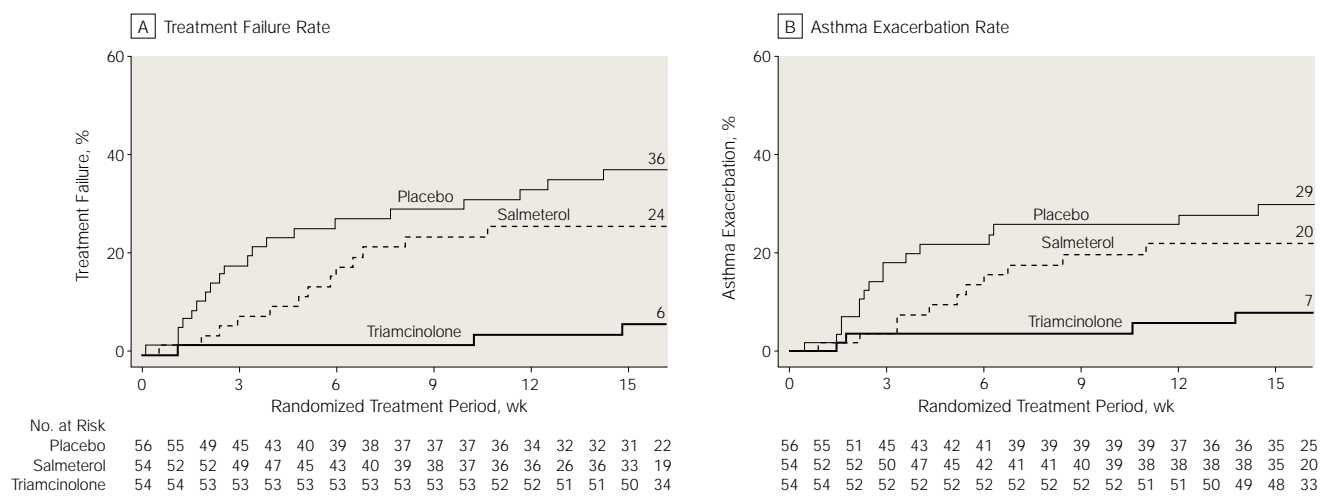 A Treatment Failure Rate
60
40
20
0
Treatment Failure, %
Placebo
36
Salmeterol
24
Triamcinolone
6
0 3 6 9 12 15
Randomized Treatment Period, wk
B Asthma Exacerbation Rate
60
40
20
0
Asthma Exacerbation, %
Placebo
29
Salmeterol
20
Triamcinolone
7
0 3 6 9 12 15
Randomized Treatment Period, wk
No. at Risk
Placebo 56 55 49 45 43 40 39 38 37 37 37 36 34 32 32 31 22 56 55 51 45 43 42 41 39 39 39 39 39 37 36 36 35 25
Salmeterol 54 52 52 49 47 45 43 40 39 38 37 36 36 26 36 33 19 54 52 52 50 47 45 42 41 41 40 39 38 38 38 38 35 20
Triamcinolone 54 54 53 53 53 53 53 53 53 53 53 52 52 51 51 50 34 54 54 52 52 52 52 52 52 52 52 52 51 51 50 49 48 33